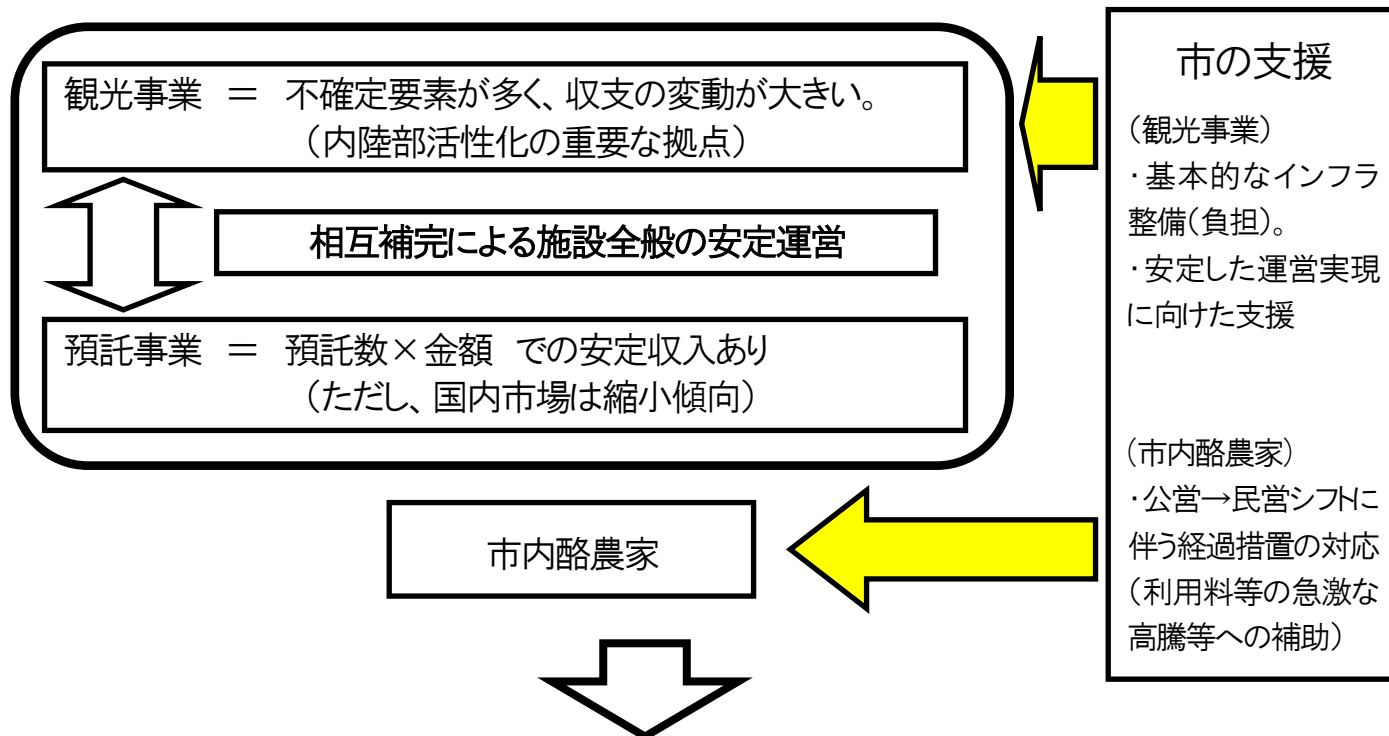 観光事業 = 不確定要素が多く、収支の変動が大きい。
(内陸部活性化の重要な拠点)
相互補完による施設全般の安定運営
預託事業 = 預託数×金額 での安定収入あり
(ただし、国内市場は縮小傾向)
市内酪農家
市の支援
(観光事業)
・基本的なインフラ
整備(負担)。
・安定した運営実現
に向けた支援
(市内酪農家)
・公営→民営シフトに
伴う経過措置の対応
(利用料等の急激な
高騰等への補助)